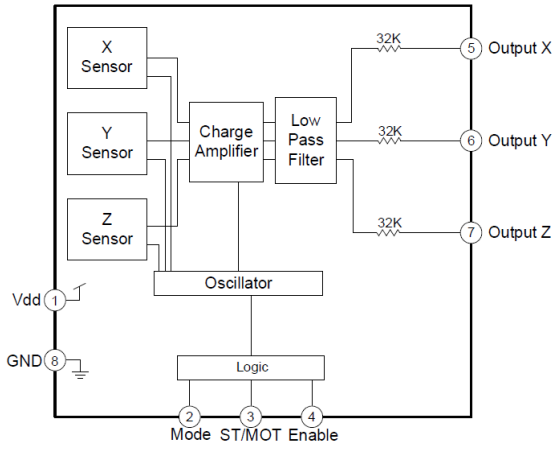 X
Sensor
Y
Sensor
Z
Sensor
Charge
Amplifier
Low
Pass
Filter
32K
5 Output X
32K
6 Output Y
32K
7 Output Z
Oscillator
Vdd 1
GND 8
Logic
2 3 4
Mode ST/MOT Enable